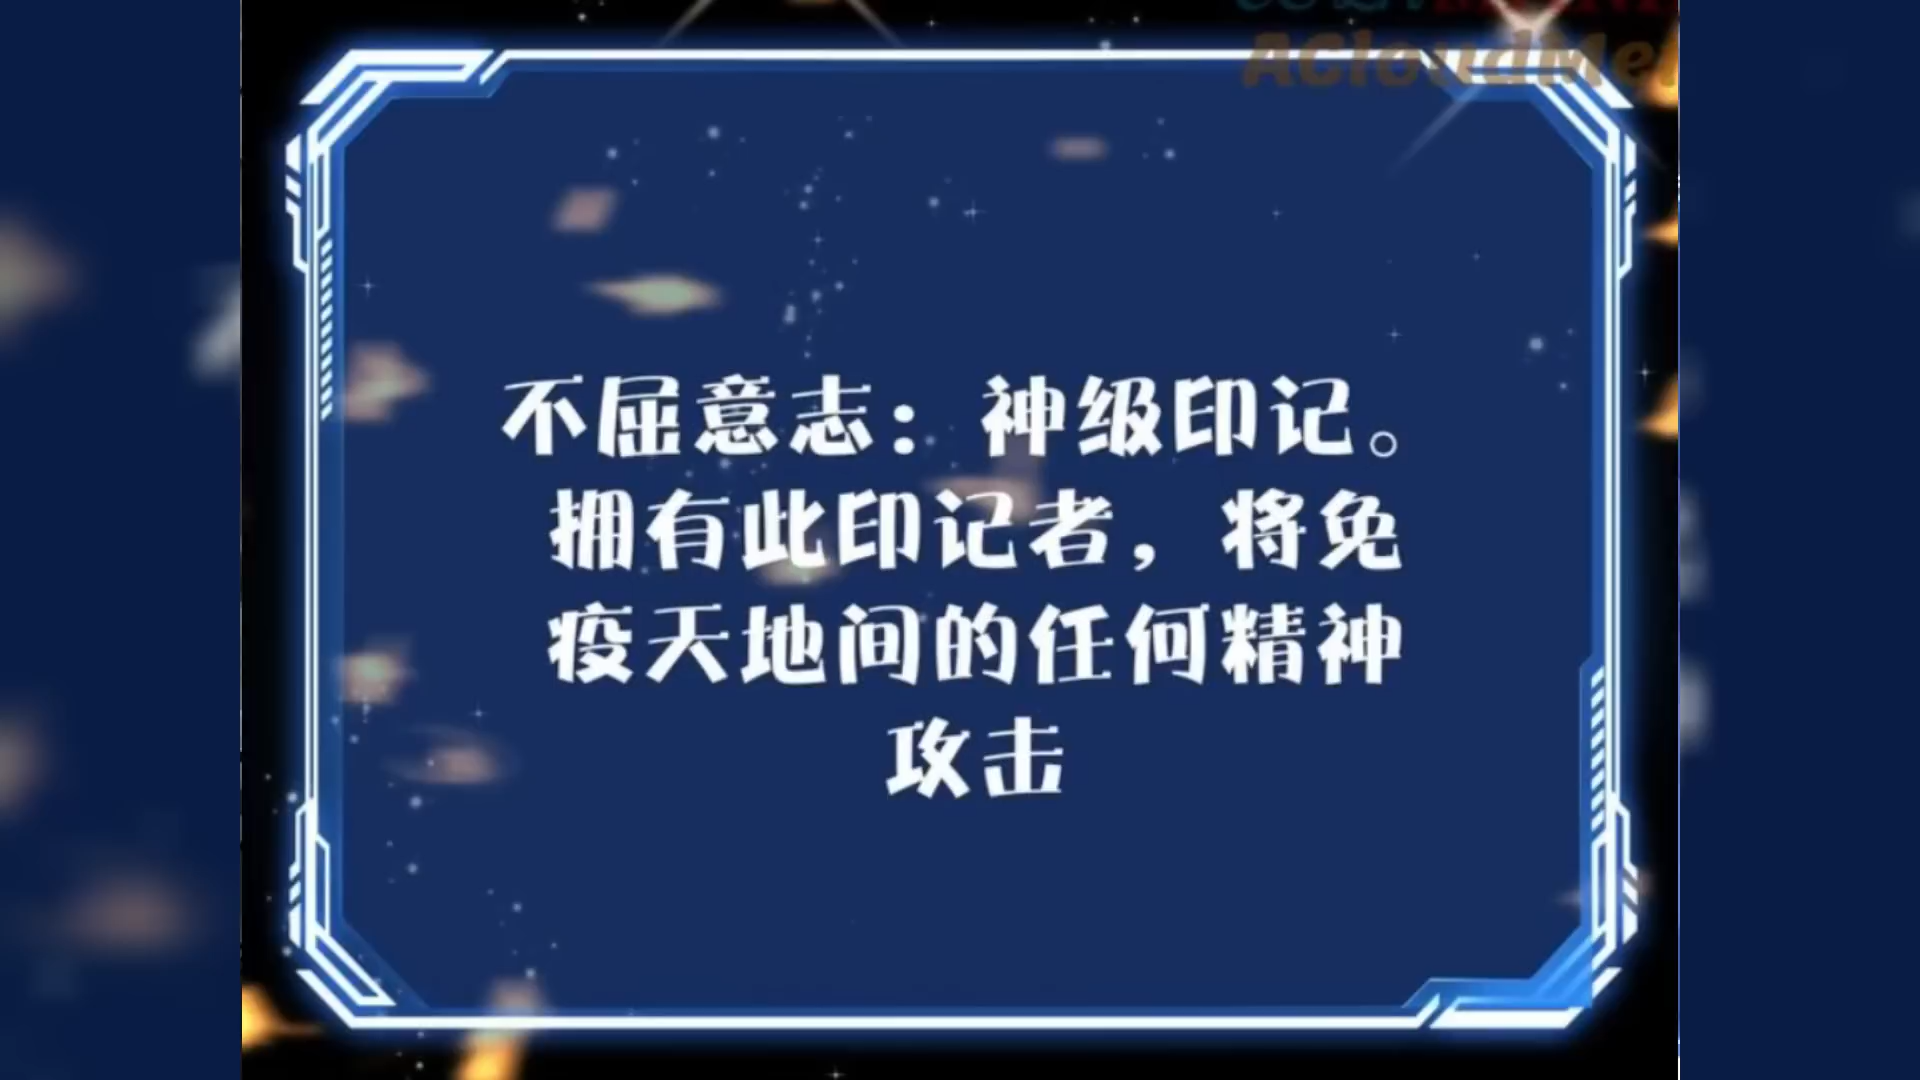 ACloudMer
不屈意志：神级印记。
拥有此印记者，将免
疫天地间的任何精神
攻击